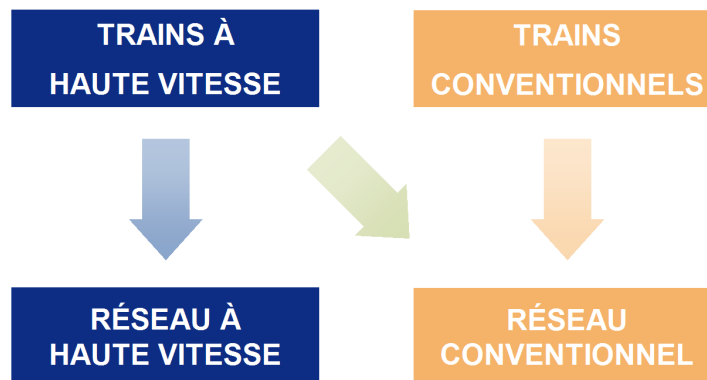 TRAINS À
HAUTE VITESSE
TRAINS
CONVENTIONNELS
RÉSEAU À
HAUTE VITESSE
RÉSEAU
CONVENTIONNEL